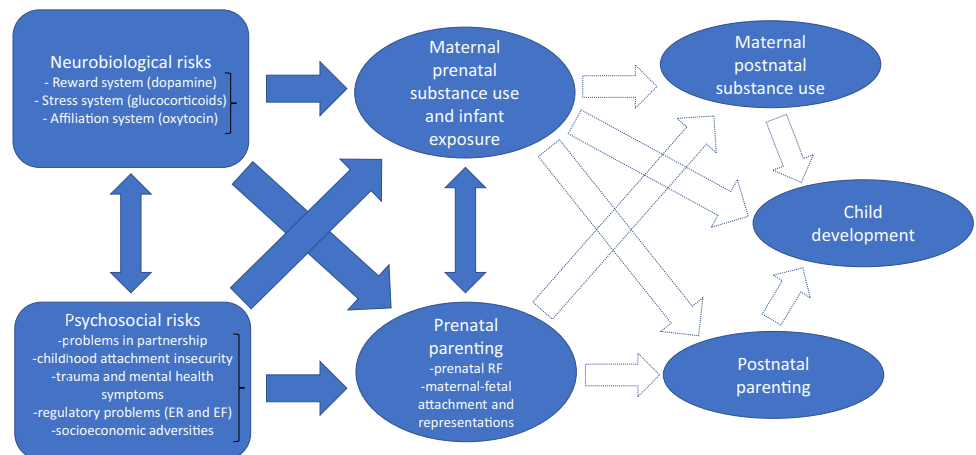 Neurobiological risks
- Reward system (dopamine)
- Stress system (glucocorticoids)
- Affiliation system (oxytocin)
Maternal
prenatal
substance use
and infant
exposure
Maternal
postnatal
substance use
Child
development
Psychosocial risks
-problems in partnership
-childhood attachment insecurity
-trauma and mental health
symptoms
-regulatory problems (ER and EF)
-socioeconomic adversities
Prenatal
parenting
-prenatal RF
-maternal-fetal
attachment and
representations
Postnatal
parenting